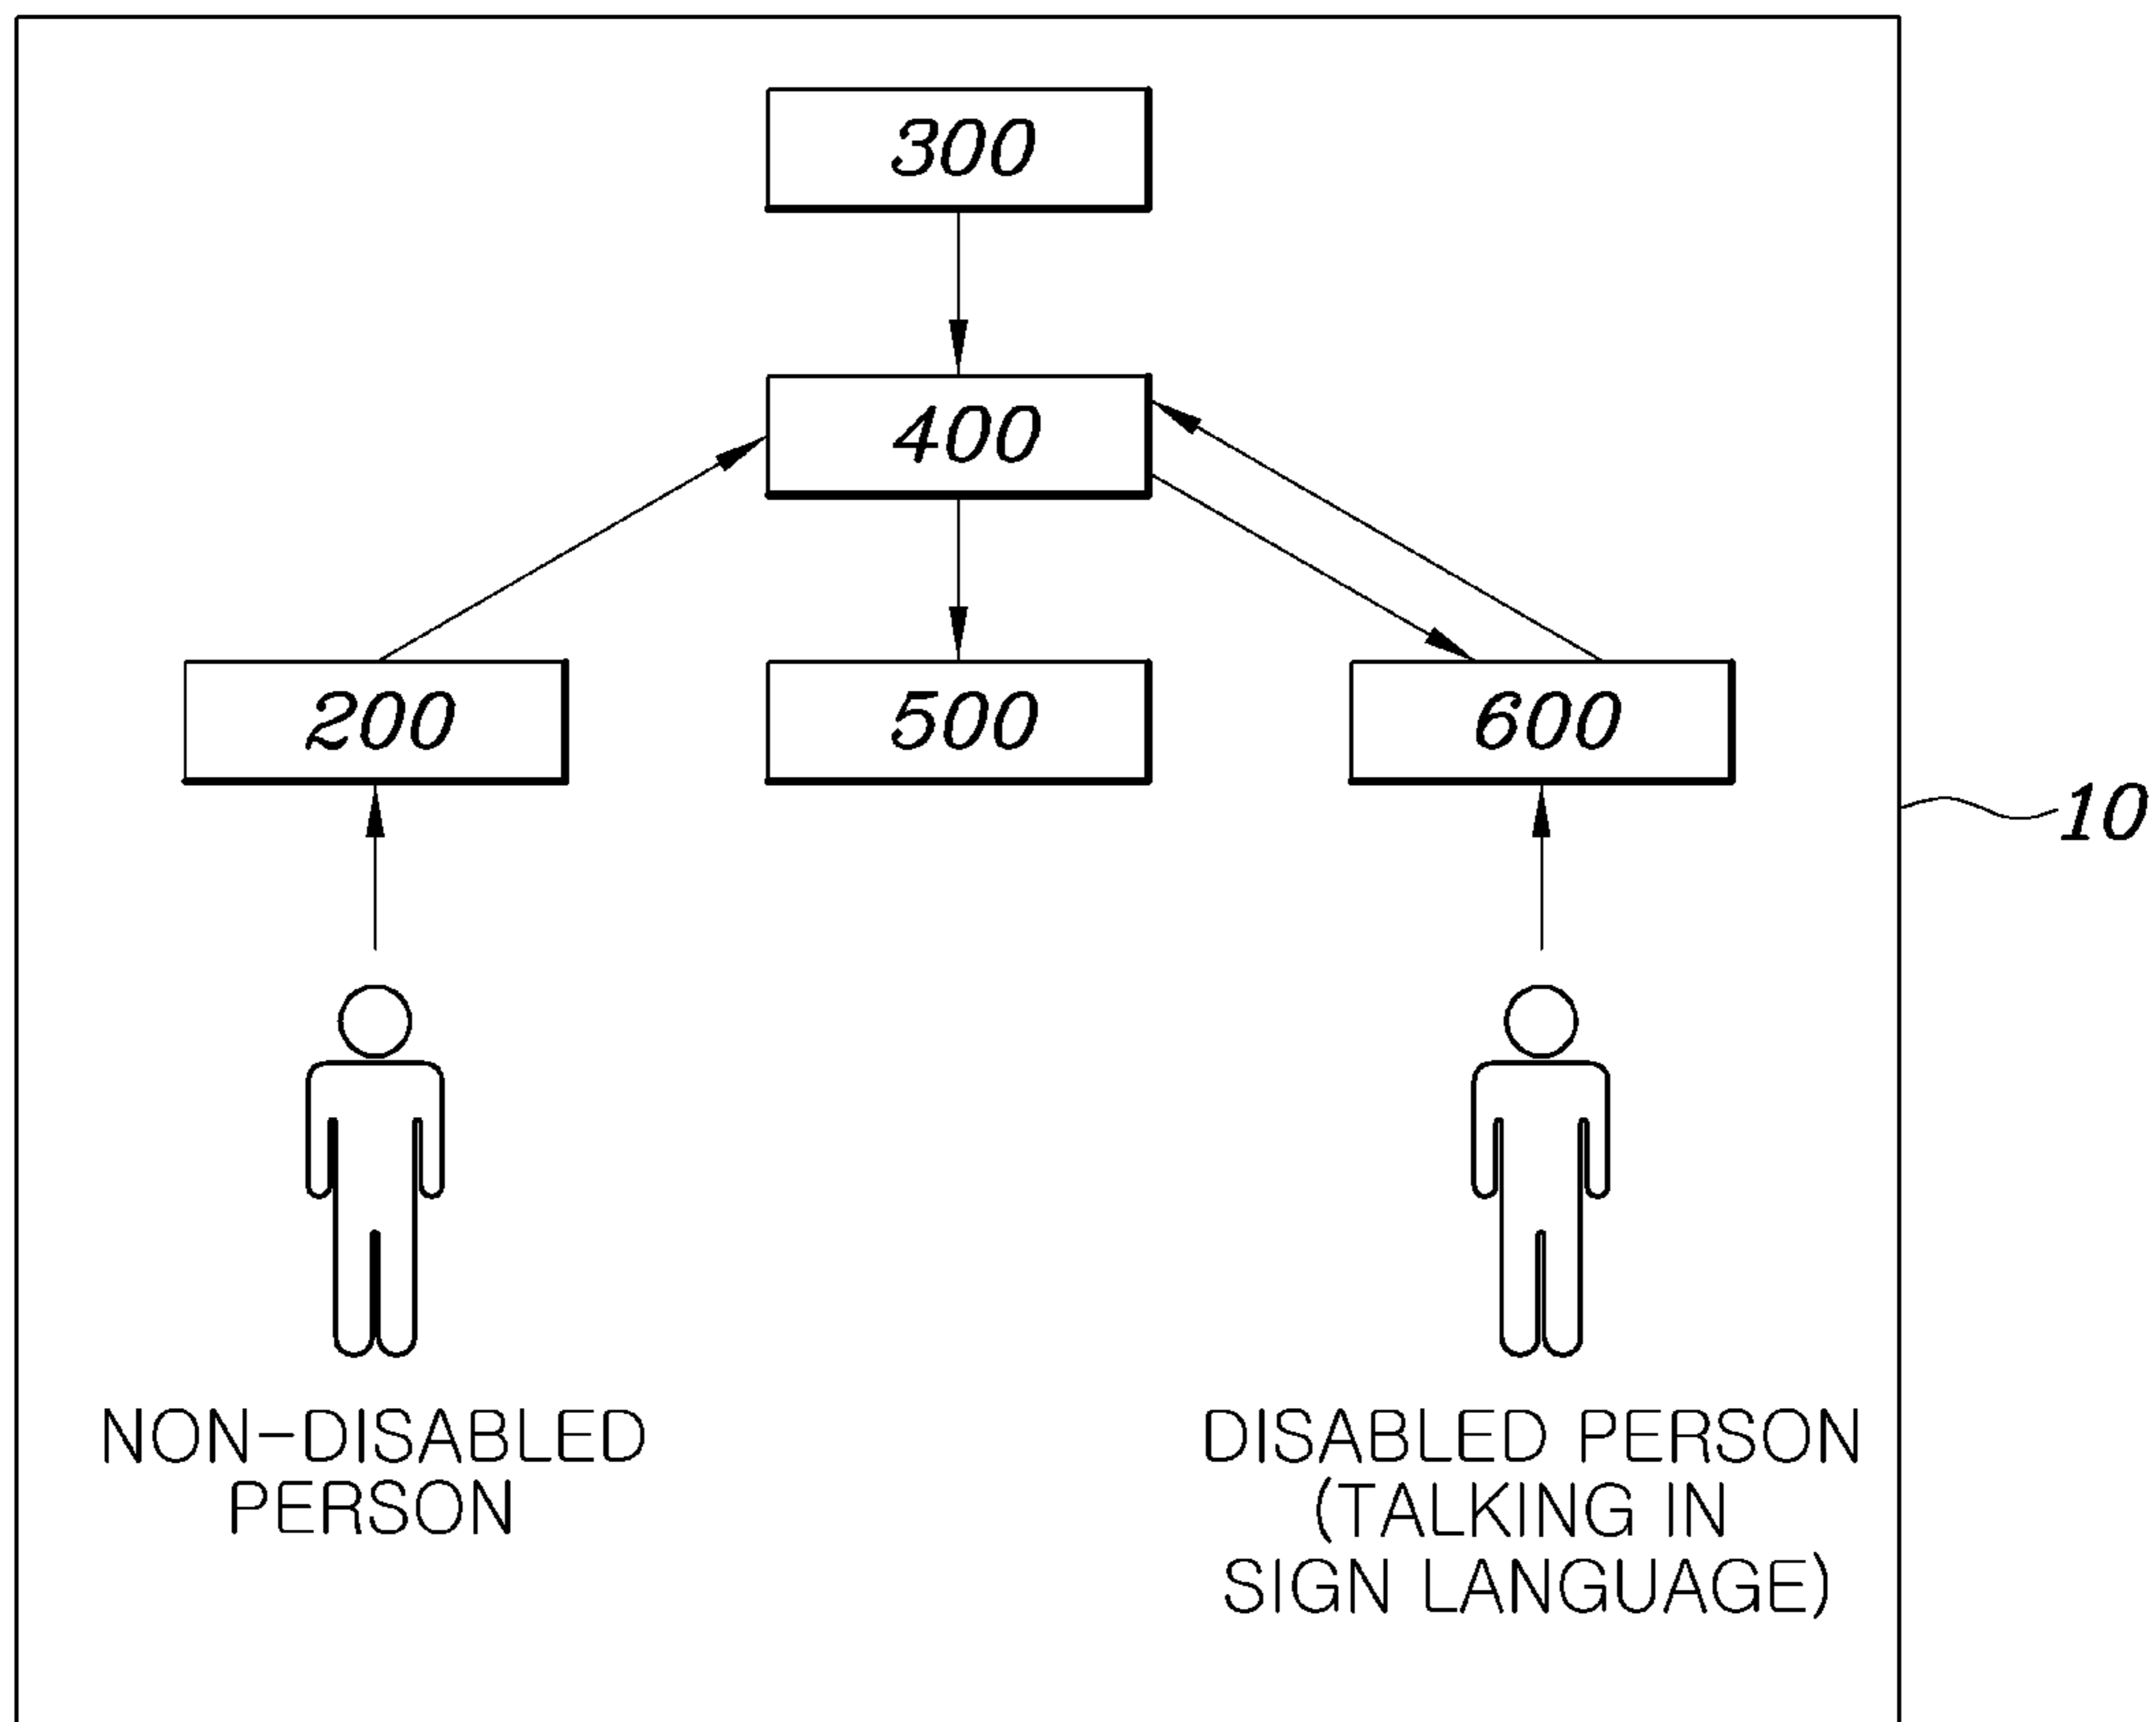 300
400
200
500
600
10
NON-DISABLED
PERSON
DISABLED PERSON
(TALKING IN
SIGN LANGUAGE)